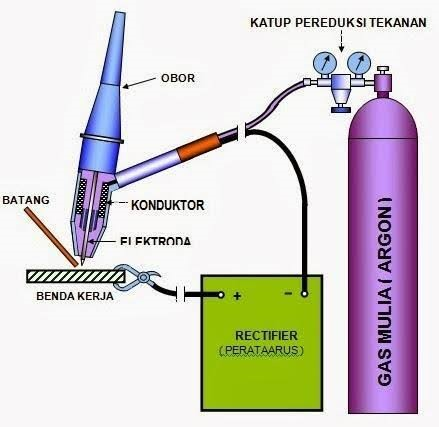 KATUP PEREDUKSI TEKANAN
OBOR
BATANG
KONDUKTOR
ELEKTRODA
BENDA KERJA
+ –
RECTIFIER
( PERATAARUS)
GAS MULIA ( ARGON )